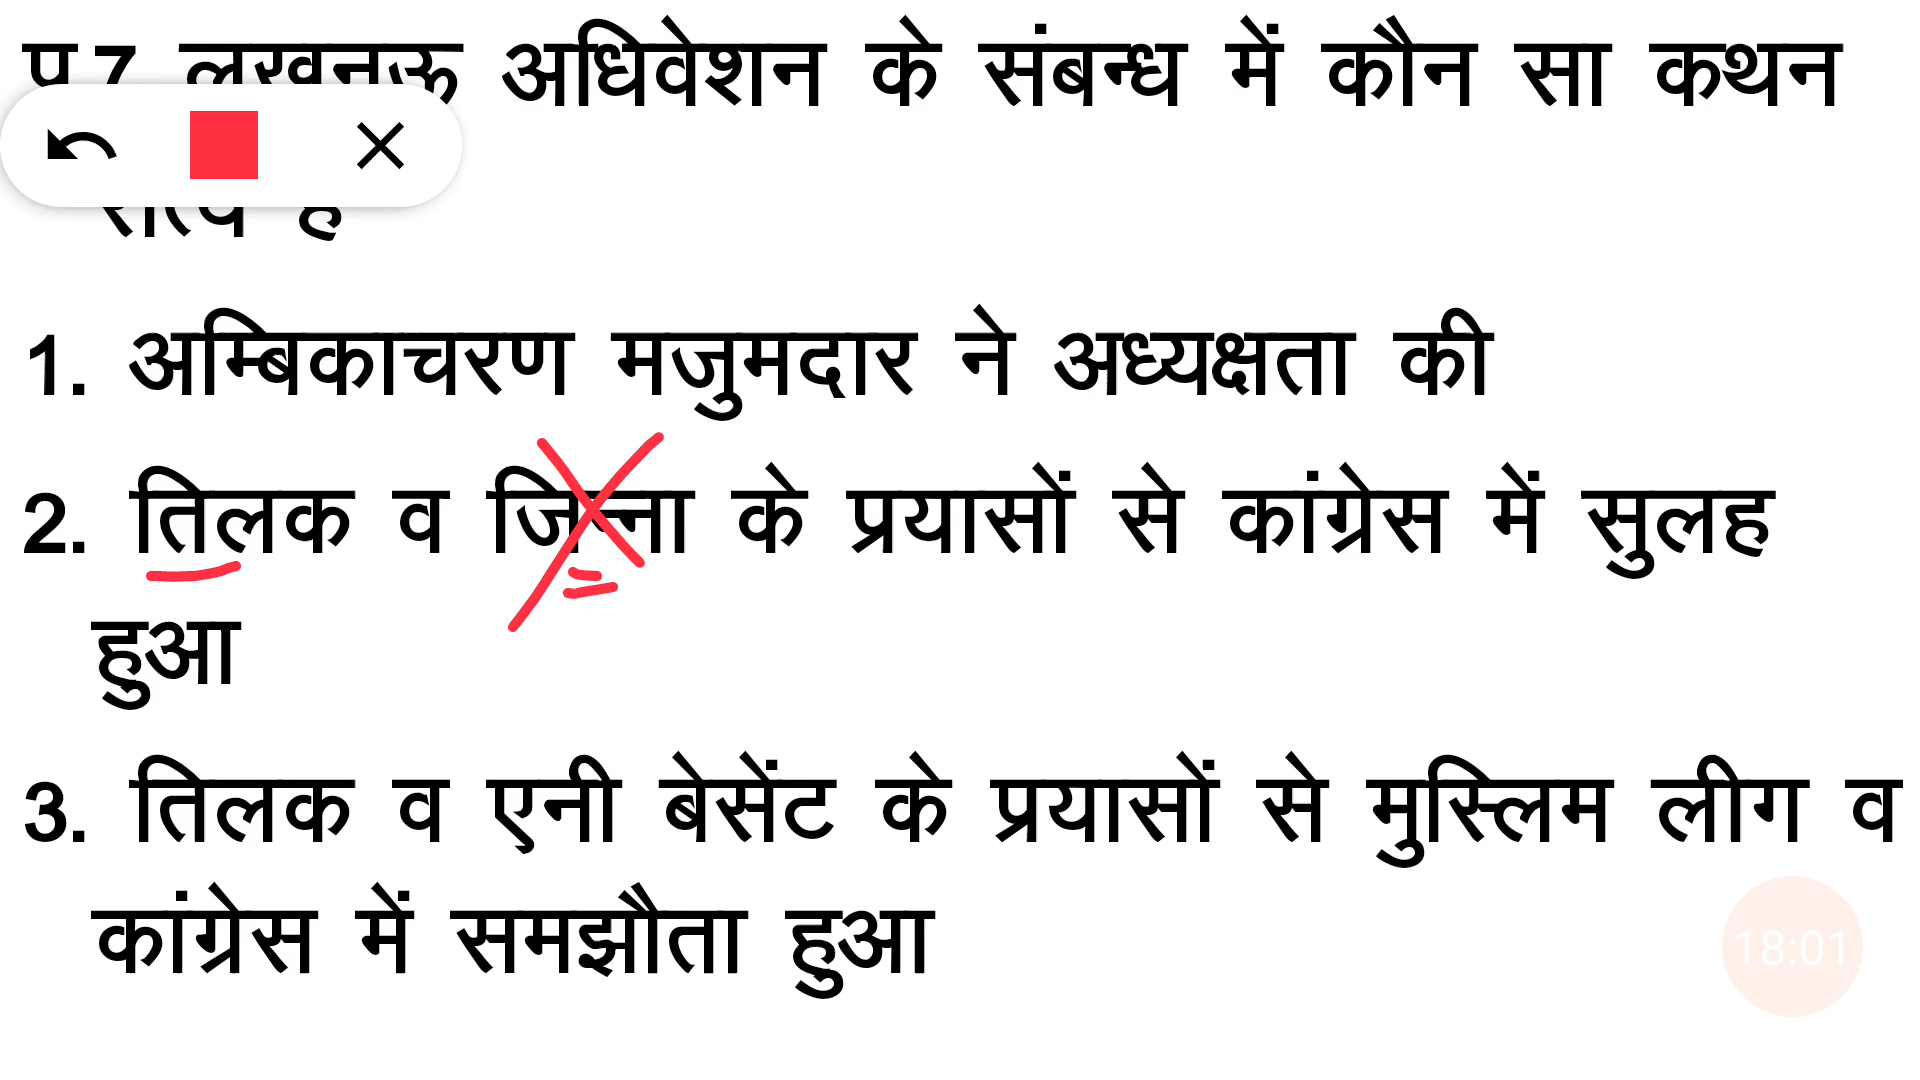 प्र.7 लखनऊ अधिवेशन के संबन्ध में कौन सा कथन
सत्य है
1. अम्बिकाचरण मजुमदार ने अध्यक्षता की
2. तिलक व जिन्ना के प्रयासों से कांग्रेस में सुलह
हुआ
3. तिलक व एनी बेसेंट के प्रयासों से मुस्लिम लीग व
कांग्रेस में समझौता हुआ
18:01